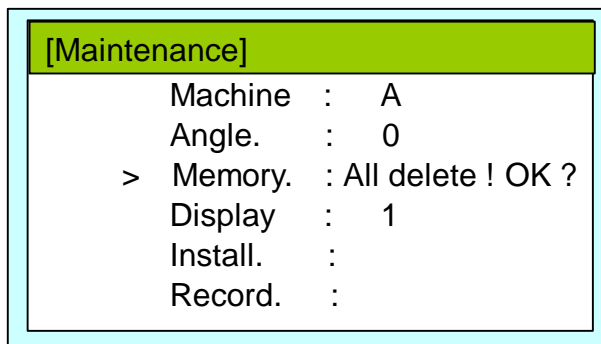 [Maintenance]
Machine : A
Angle. : 0
> Memory. : All delete ! OK ?
Display : 1
Install. :
Record. :